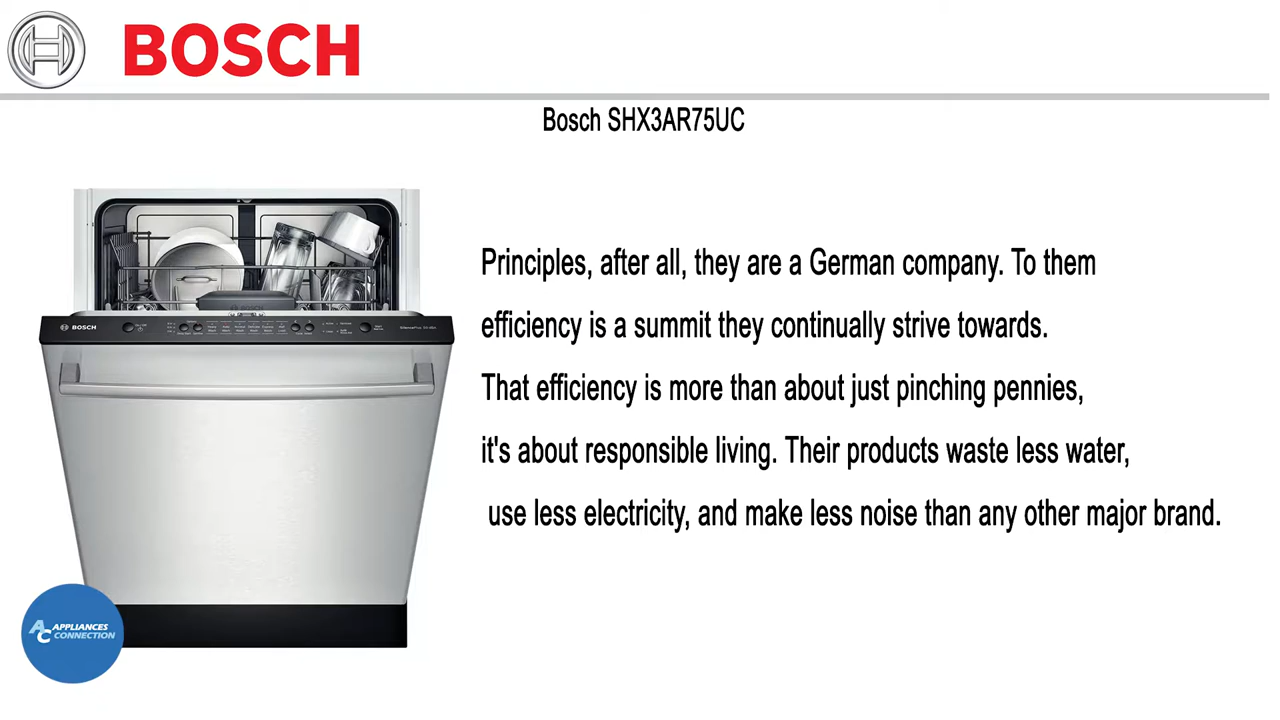 BOSCH
Bosch SHX3AR75UC
Principles, after all, they are a German company. To them
efficiency is a summit they continually strive towards.
That efficiency is more than about just pinching pennies,
it's about responsible living. Their products waste less water,
use less electricity, and make less noise than any other major brand.
BOSCH
AC APPLIANCES
CONNECTION